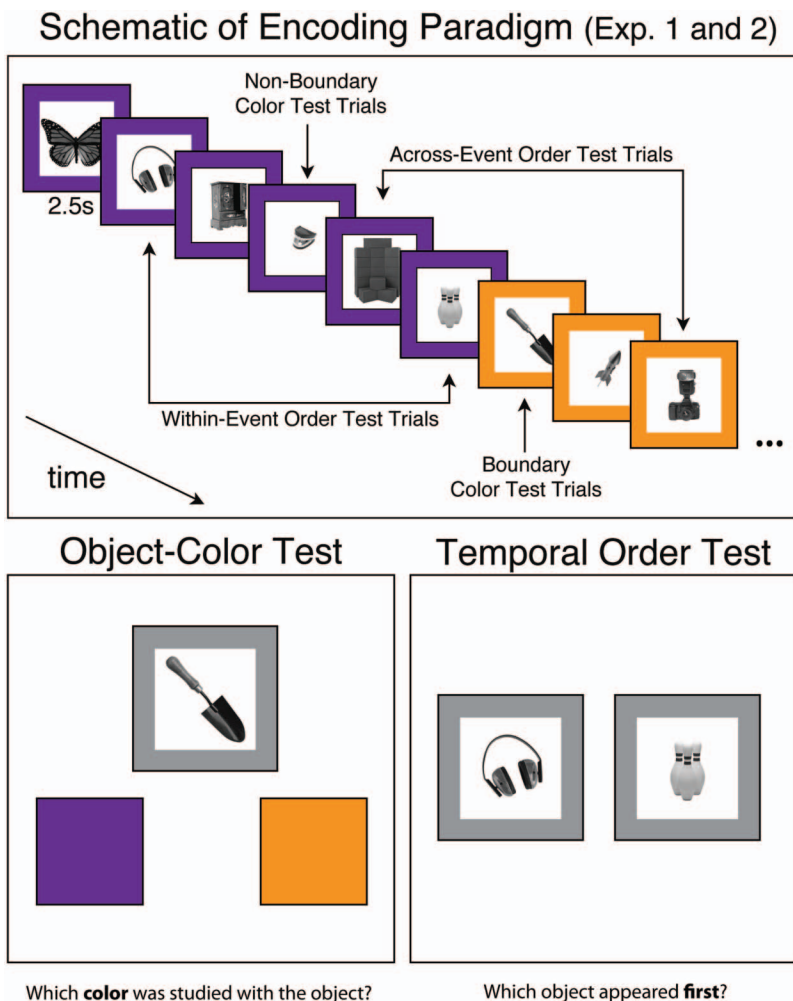 Schematic of Encoding Paradigm (Exp. 1 and 2)
Non-Boundary
Color Test Trials
Across-Event Order Test Trials
2.5s
Within-Event Order Test Trials
...
time
Boundary
Color Test Trials
Object-Color Test
Temporal Order Test
Which color was studied with the object?
Which object appeared first?